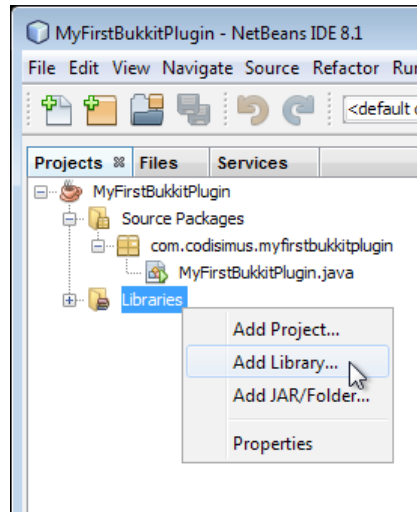 MyFirstBukkitPlugin - NetBeans IDE 8.1
File Edit View Navigate Source Refactor Run
<default
Projects Files Services
MyFirstBukkitPlugin
Source Packages
com.codisimus.myfirstbukkitplugin
MyFirstBukkitPlugin.java
Libraries
Add Project...
Add Library...
Add JAR/Folder...
Properties